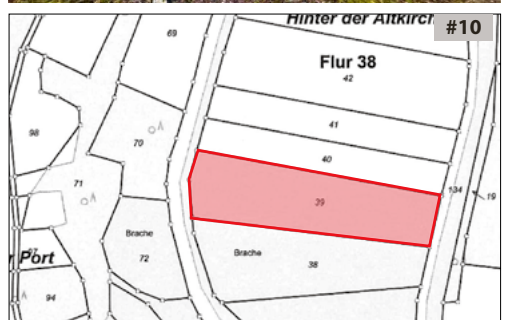 Hinter der Altkirch
#10
69
Flur 38
42
41
98
70
40
71
39
134
19
Brache
72
Brache
38
r Port
94